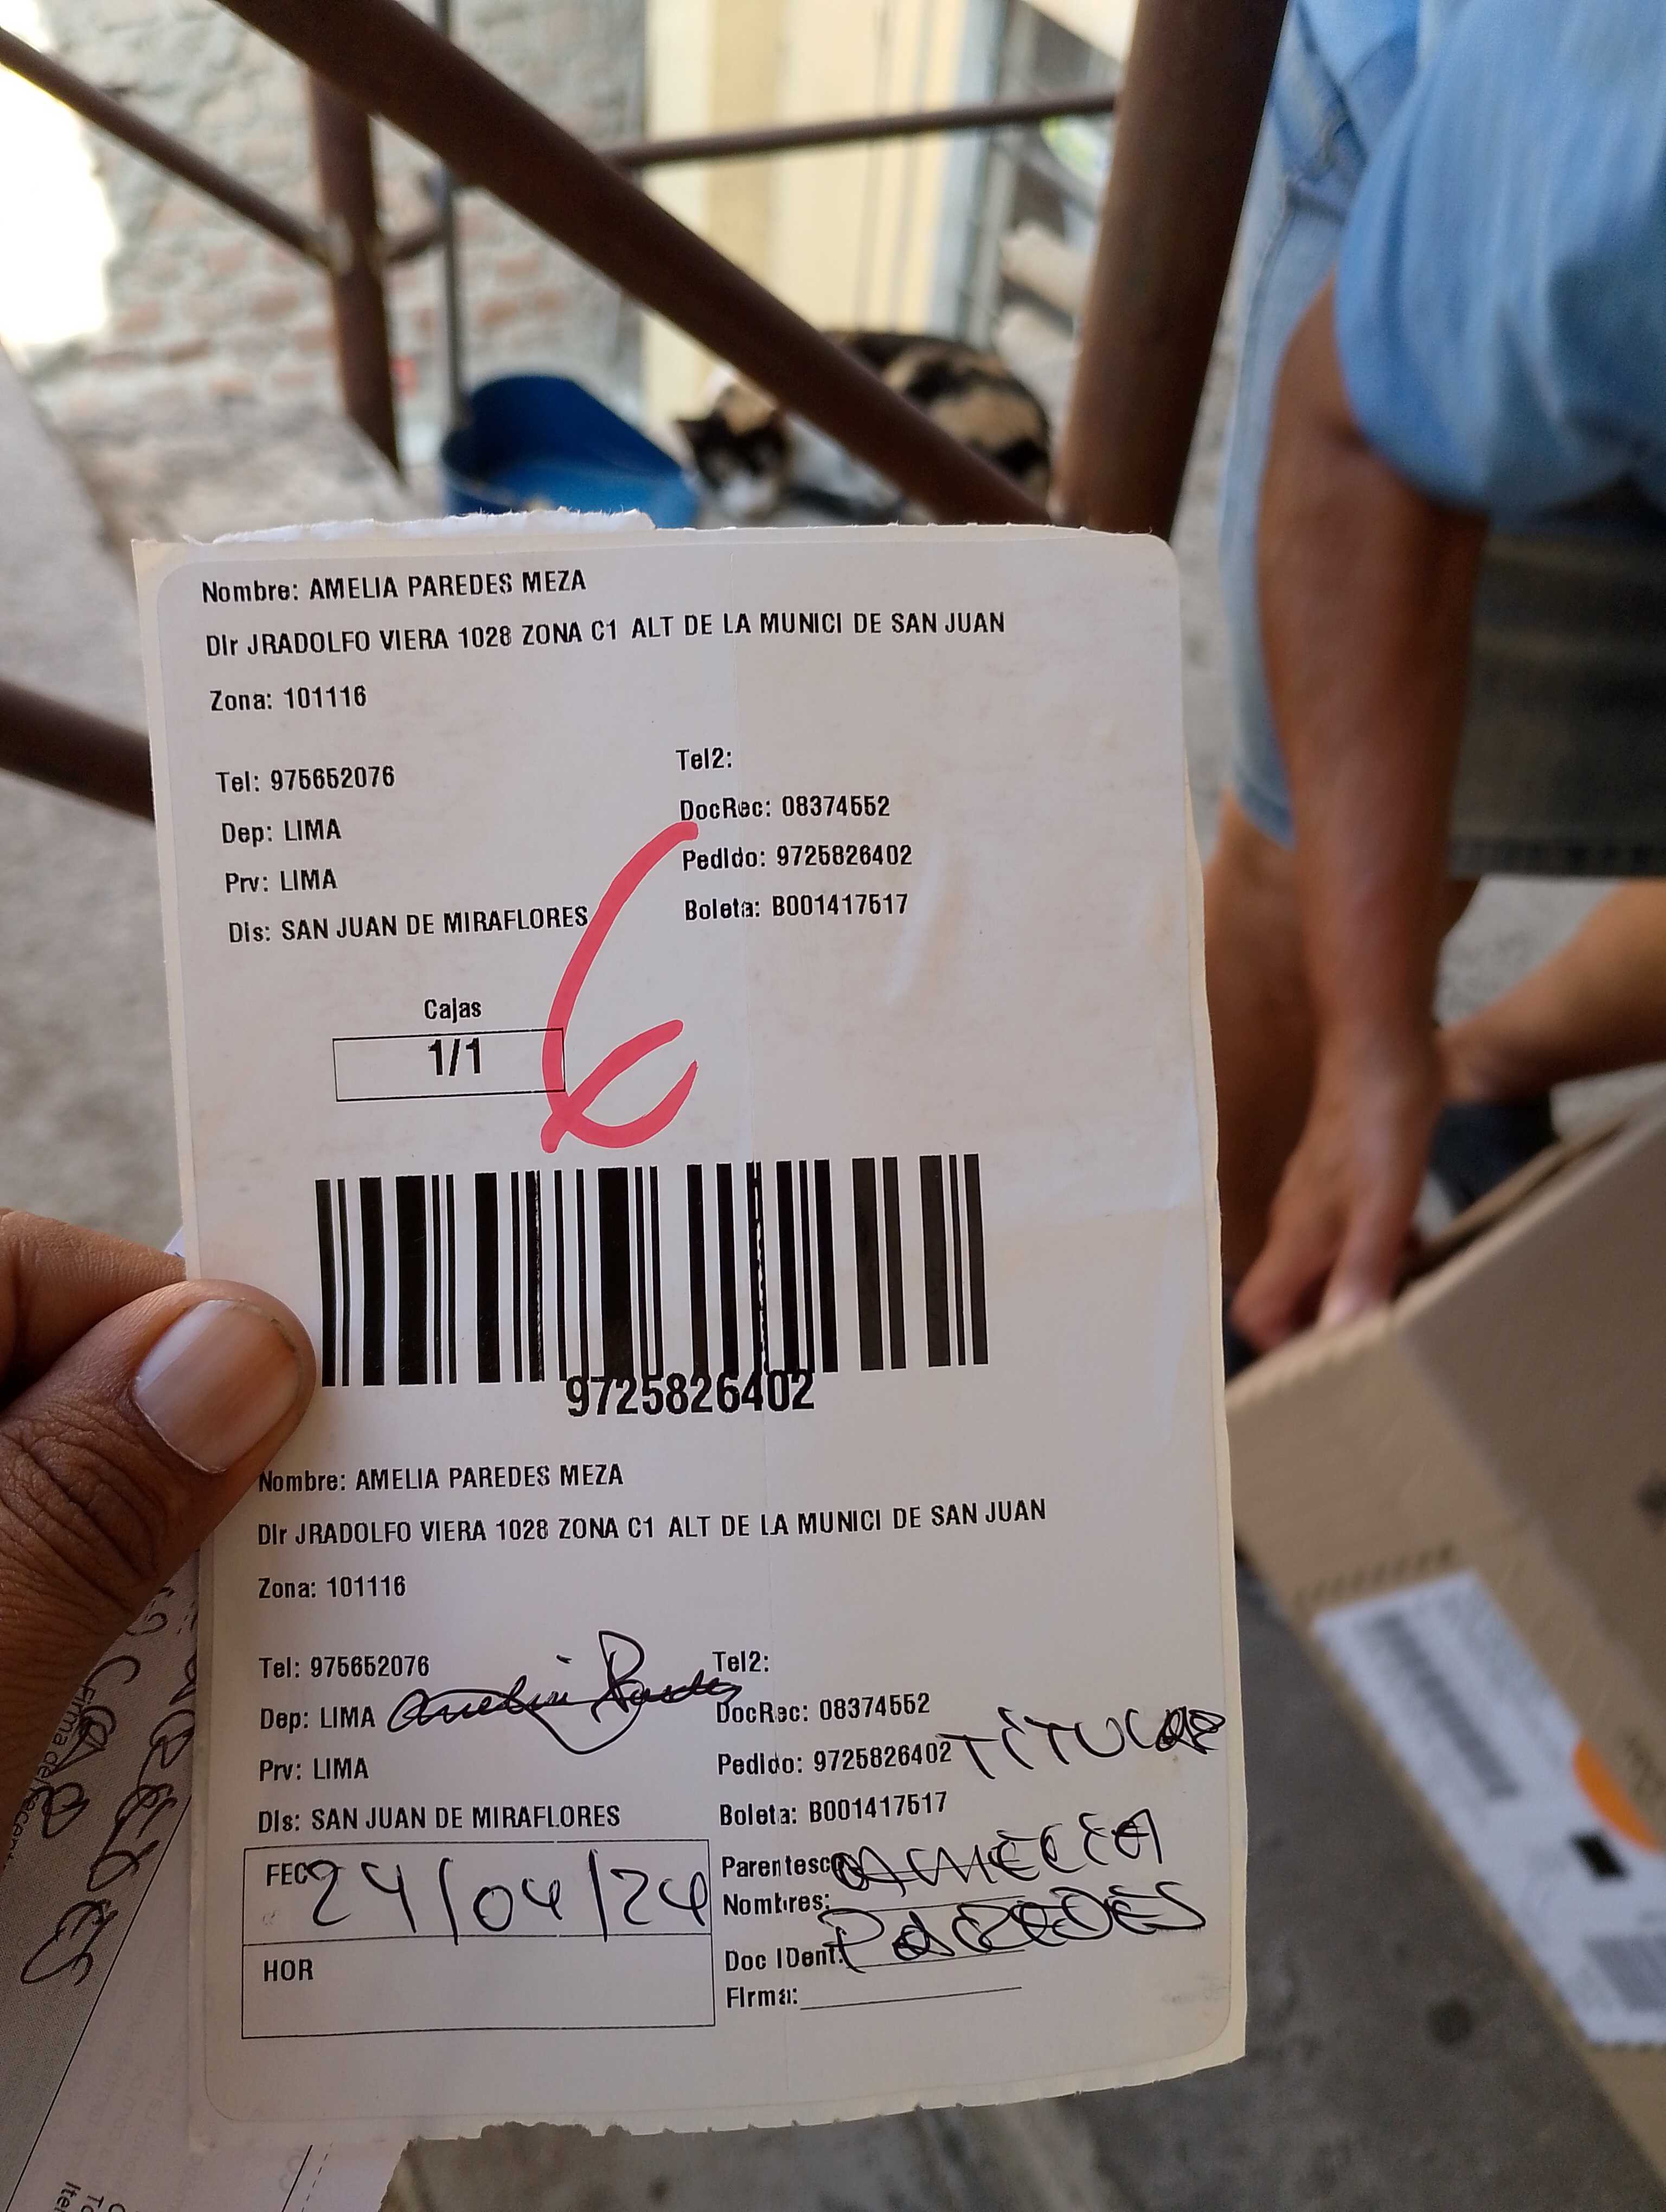 Nombre: AMELIA PAREDES MEZA
DIr JRADOLFO VIERA 1028 ZONA C1 ALT DE LA MUNICI DE SAN JUAN
Zona: 101116
Tel: 975652076
Tel2:
Dep: LIMA
DocRec: 08374552
Prv: LIMA
Pedido: 9725826402
Dis: SAN JUAN DE MIRAFLORES
Boleta: B001417517
Cajas
1/1
9725826402
Nombre: AMELIA PAREDES MEZA
DIr JRADOLFO VIERA 1028 ZONA C1 ALT DE LA MUNICI DE SAN JUAN
Zona: 101116
Tel: 975652076
Tel2:
Dep: LIMA
DocRec: 08374552
Prv: LIMA
Pedido: 9725826402 TITULAR
Dis: SAN JUAN DE MIRAFLORES
Boleta: B001417517
FEC 24/04/24
Parentesco AMELIA
Nombres:
PAREDES
HOR
Doc IDent:
Firma: